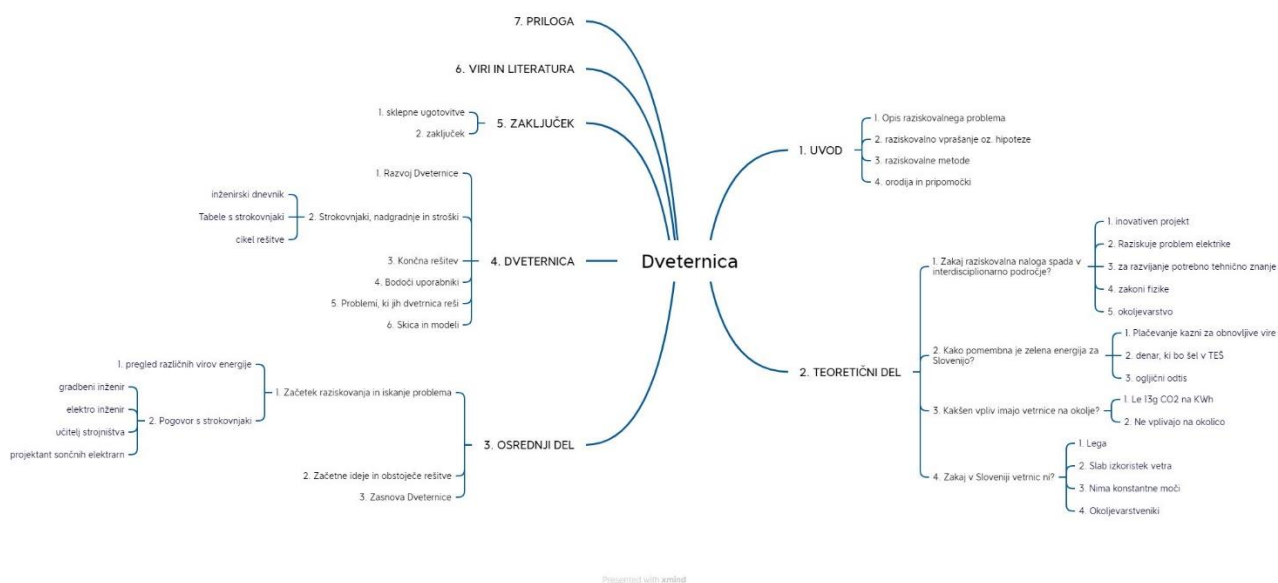 Dveternica
1. UVOD
1. Opis raziskovalnega problema
2. raziskovalno vprašanje oz. hipoteze
3. raziskovalne metode
4. orodija in pripomočki
2. TEORETIČNI DEL
1. Zakaj raziskovalna naloga spada v
interdisciplinarno področje?
1. inovativen projekt
2. Raziskuje problem elektrike
3. za razvijanje potrebno tehnično znanje
4. zakoni fizike
5. okoljevarstvo
2. Kako pomembna je zelena energija za
Slovenijo?
1. Plačevanje kazni za obnovljive vire
2. denar, ki bo šel v TEŠ
3. ogljični odtis
3. Kakšen vpliv imajo vetrnice na okolje?
1. Le 13g CO2 na KWh
2. Ne vplivajo na okolico
4. Zakaj v Sloveniji vetrnic ni?
1. Lega
2. Slab izkoristek vetra
3. Nima konstantne moči
4. Okoljevarstveniki
3. OSREDNJI DEL
1. Začetek raziskovanja in iskanje problema
1. pregled različnih virov energije
2. Pogovor s strokovnjaki
gradbeni inženir
elektro inženir
učitelj strojništva
projektant sončnih elektrarn
2. Začetne ideje in obstoječe rešitve
3. Zasnova Dveternice
4. DVETERNICA
1. Razvoj Dveternice
2. Strokovnjaki, nadgradnje in stroški
inženirski dnevnik
Tabele s strokovnjaki
cikel rešitve
3. Končna rešitev
4. Bodoči uporabniki
5. Problemi, ki jih dvetrnica reši
6. Skica in modeli
5. ZAKLJUČEK
1. sklepne ugotovitve
2. zaključek
6. VIRI IN LITERATURA
7. PRILOGA
Presented with xmind